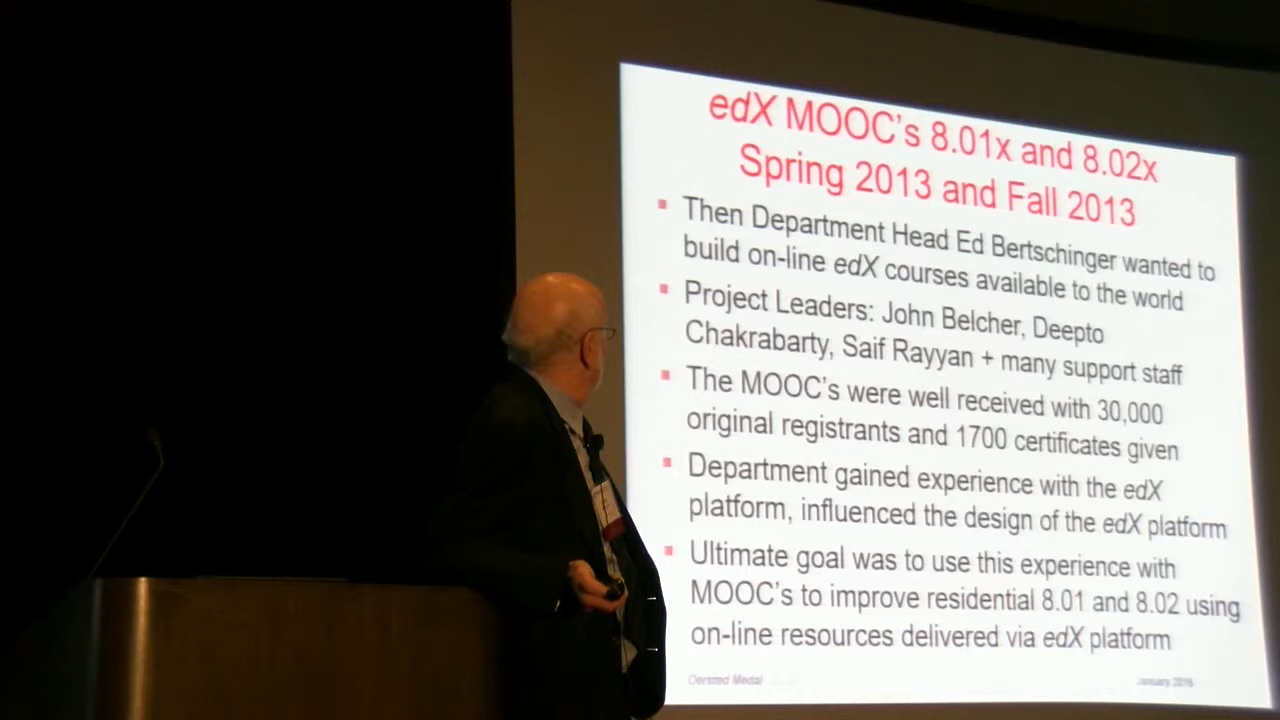 edX MOOC's 8.01x and 8.02x
Spring 2013 and Fall 2013
Then Department Head Ed Bertschinger wanted to
build on-line edX courses available to the world
Project Leaders: John Belcher, Deepto
Chakrabarty, Saif Rayyan + many support staff
The MOOC's were well received with 30,000
original registrants and 1700 certificates given
Department gained experience with the edX
platform, influenced the design of the edX platform
Ultimate goal was to use this experience with
MOOC's to improve residential 8.01 and 8.02 using
on-line resources delivered via edX platform
Oersted Medal
January